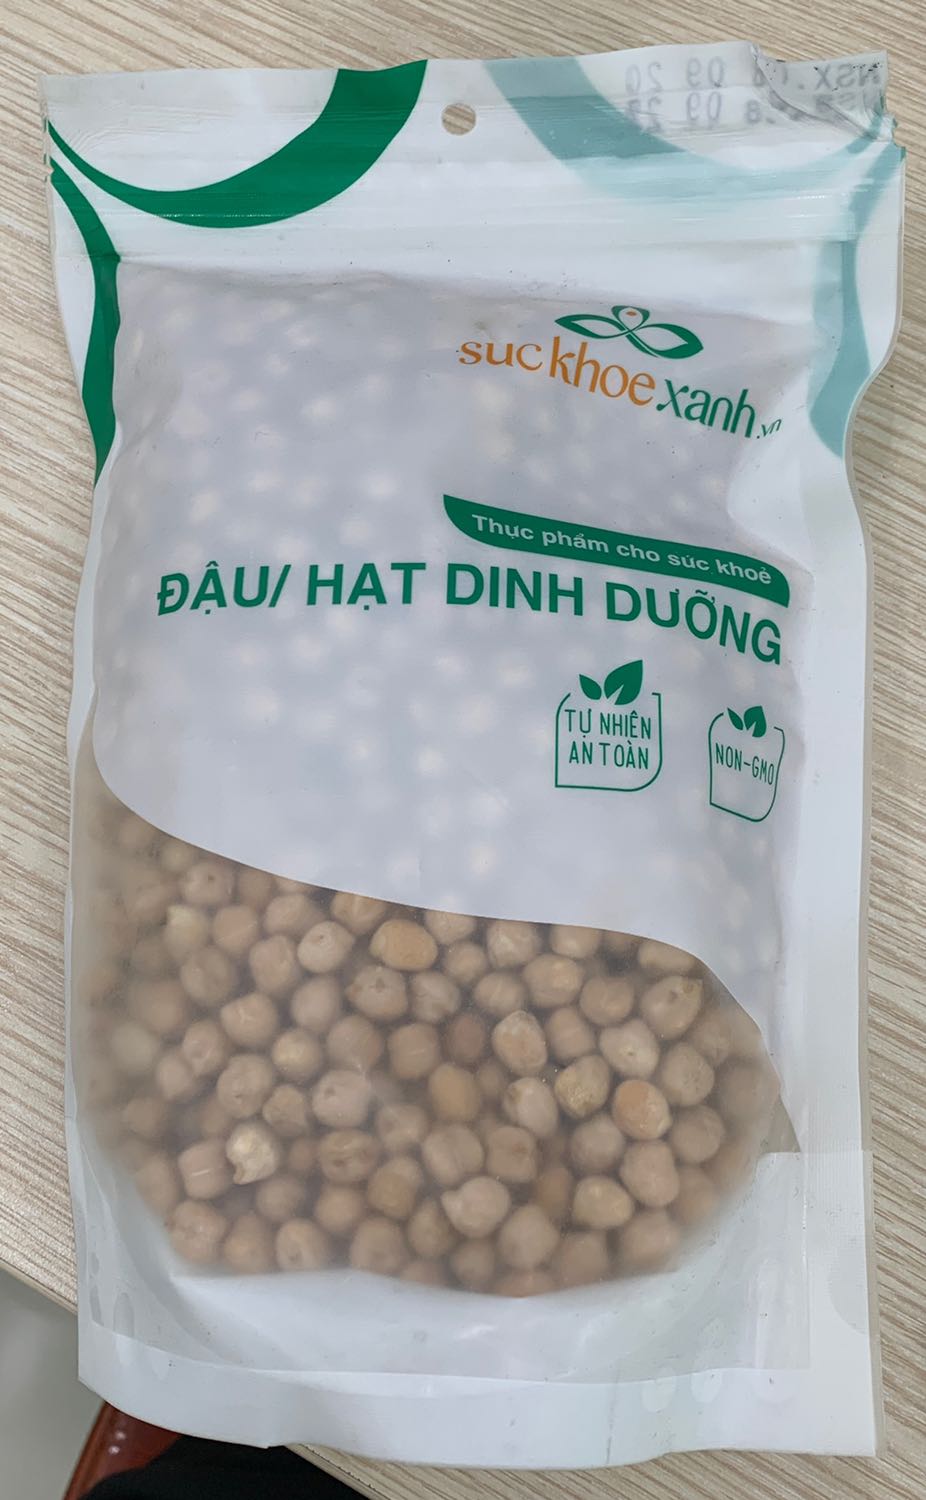 suckhoexanh.vn
Thực phẩm cho sức khoẻ
ĐẬU/ HẠT DINH DƯỠNG
TỰ NHIÊN
AN TOÀN
NON-GMO